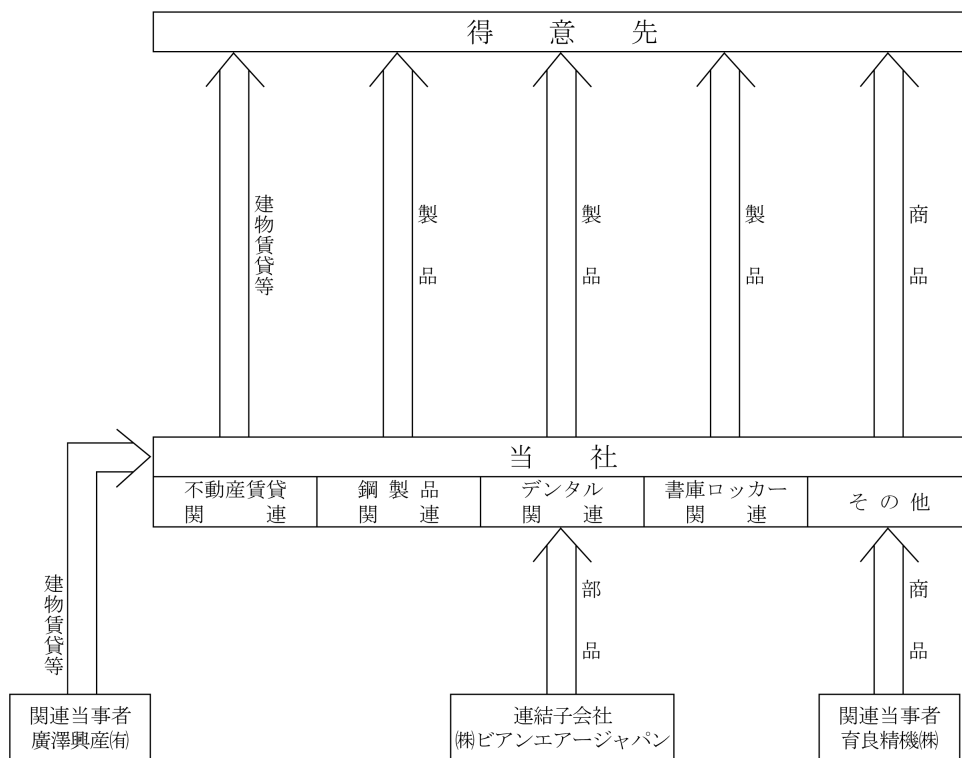 得意先
建物賃貸等
製品
製品
製品
商品
当社
不動産賃貸
関連
鋼製品
関連
デンタル
関連
書庫ロッカー
関連
その他
建物賃貸等
部品
商品
関連当事者
廣澤興産㈲
連結子会社
㈱ビアンエアージャパン
関連当事者
育良精機㈱